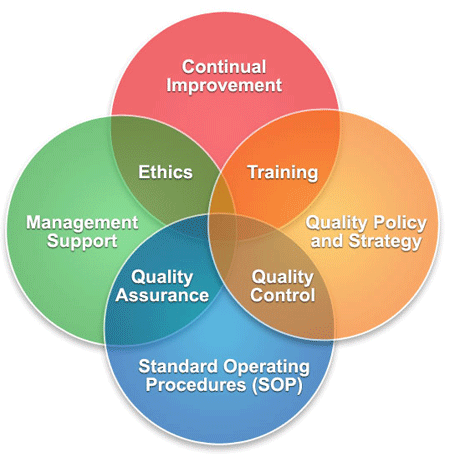 Continual
Improvement
Ethics
Training
Management
Support
Quality Policy
and Strategy
Quality
Assurance
Quality
Control
Standard Operating
Procedures (SOP)